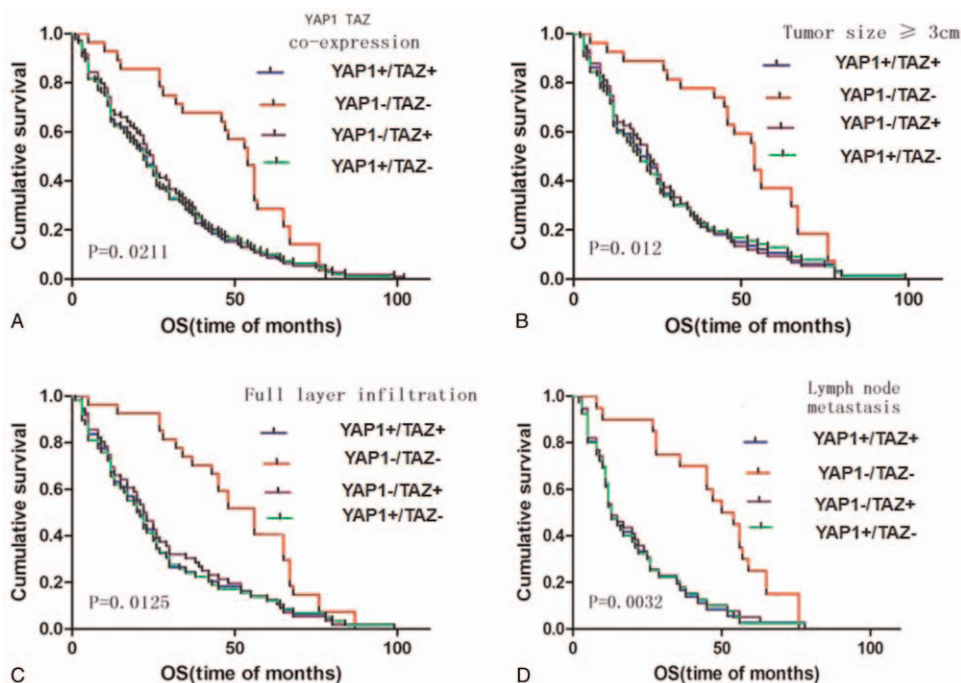 YAP1 TAZ
co-expression
YAP1+/TAZ+
YAP1-/TAZ-
YAP1-/TAZ+
YAP1+/TAZ-
Cumulative survival
1.0
0.8
0.6
0.4
0.2
0.0
P=0.0211
0
50
100
A
OS(time of months)
Tumor size ≥ 3cm
YAP1+/TAZ+
YAP1-/TAZ-
YAP1-/TAZ+
YAP1+/TAZ-
Cumulative survival
1.0
0.8
0.6
0.4
0.2
0.0
P=0.012
0
50
100
B
OS(time of months)
Full layer infiltration
YAP1+/TAZ+
YAP1-/TAZ-
YAP1-/TAZ+
YAP1+/TAZ-
Cumulative survival
1.0
0.8
0.6
0.4
0.2
0.0
P=0.0125
0
50
100
C
OS(time of months)
Lymph node
metastasis
YAP1+/TAZ+
YAP1-/TAZ-
YAP1-/TAZ+
YAP1+/TAZ-
Cumulative survival
1.0
0.8
0.6
0.4
0.2
0.0
P=0.0032
0
50
100
D
OS(time of months)